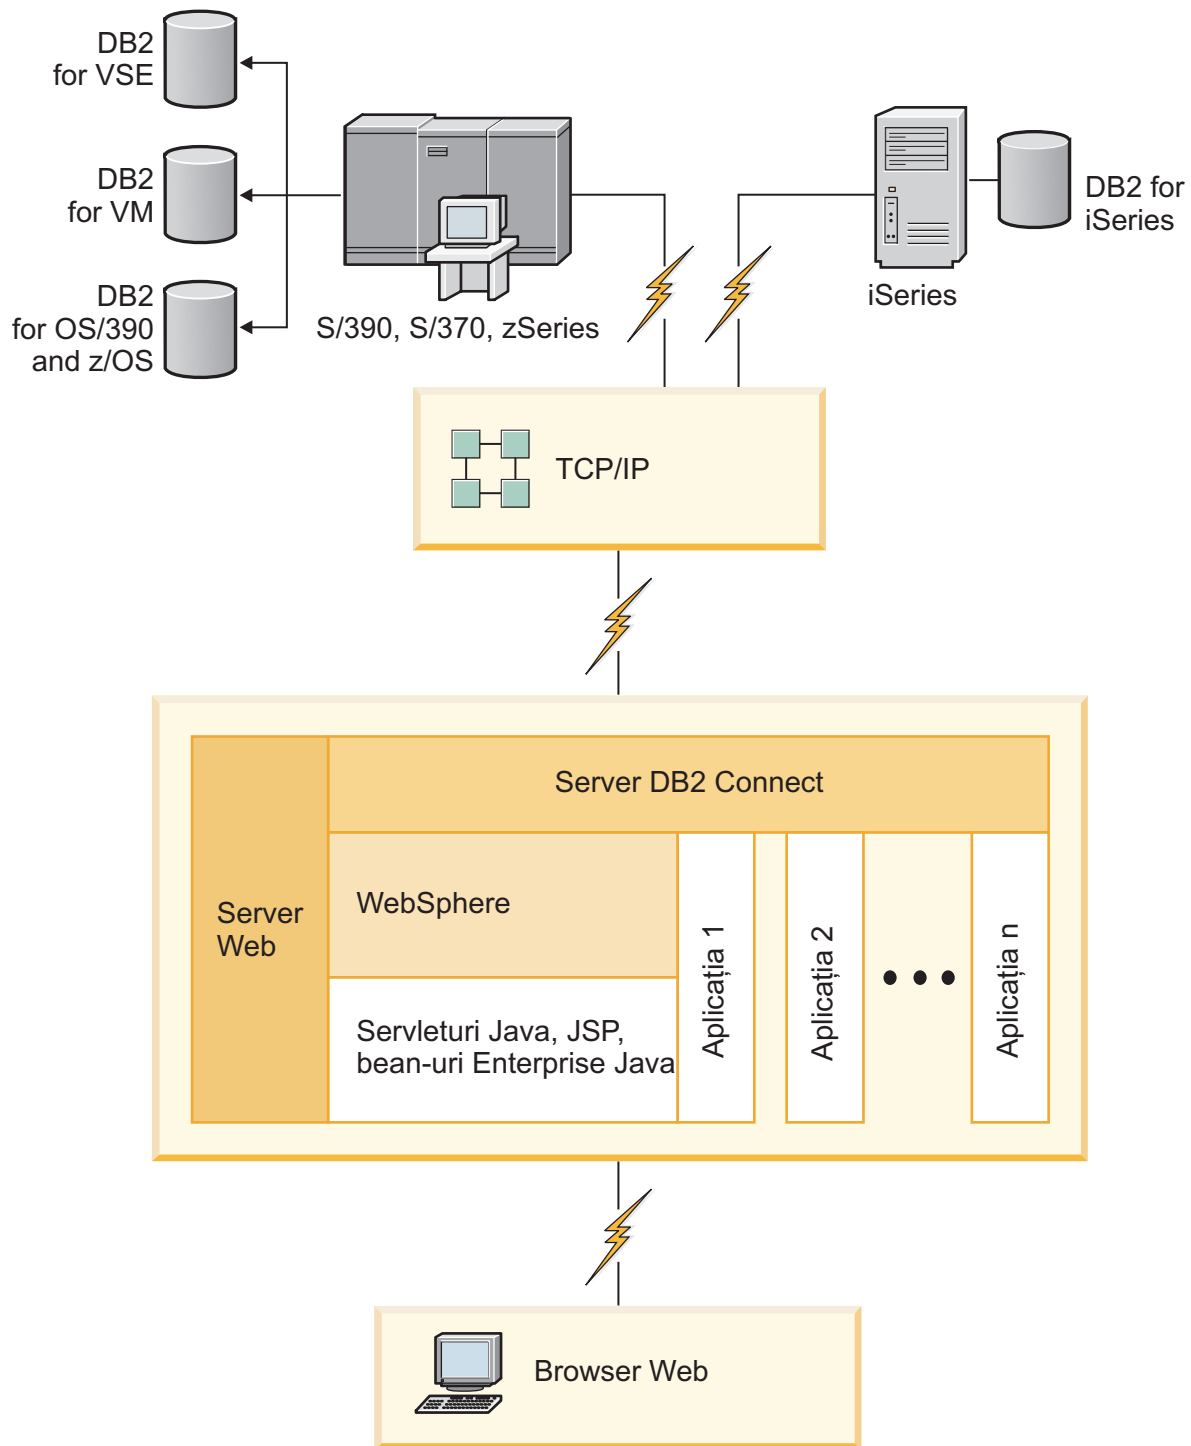 DB2
for VSE
DB2
for VM
DB2
for OS/390
and z/OS
S/390, S/370, zSeries
iSeries
DB2 for
iSeries
TCP/IP
Server DB2 Connect
Server
Web
WebSphere
Servleturi Java, JSP,
bean-uri Enterprise Java
Aplicația 1
Aplicația 2
Aplicația n
Browser Web